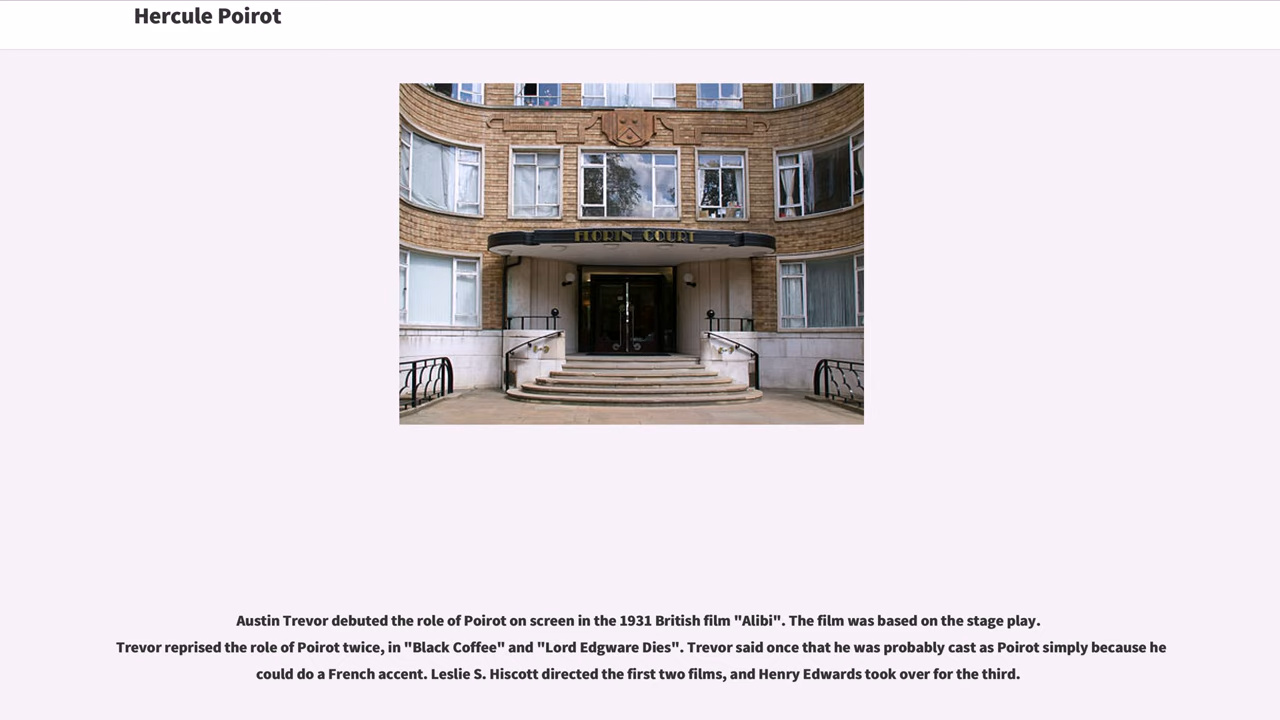 Hercule Poirot
FLORIN COURT
Austin Trevor debuted the role of Poirot on screen in the 1931 British film "Alibi". The film was based on the stage play.
Trevor reprised the role of Poirot twice, in "Black Coffee" and "Lord Edgware Dies". Trevor said once that he was probably cast as Poirot simply because he
could do a French accent. Leslie S. Hiscott directed the first two films, and Henry Edwards took over for the third.